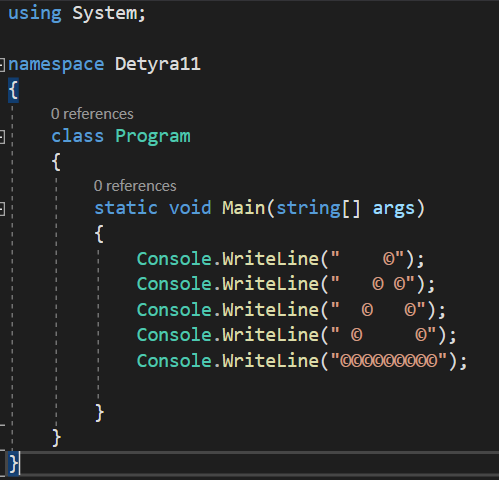 using System;
namespace Detyra11
{
0 references
class Program
{
0 references
static void Main(string[] args)
{
Console.WriteLine("    ©");
Console.WriteLine("   © ©");
Console.WriteLine("  ©   ©");
Console.WriteLine(" ©     ©");
Console.WriteLine("©©©©©©©©©");
}
}
}